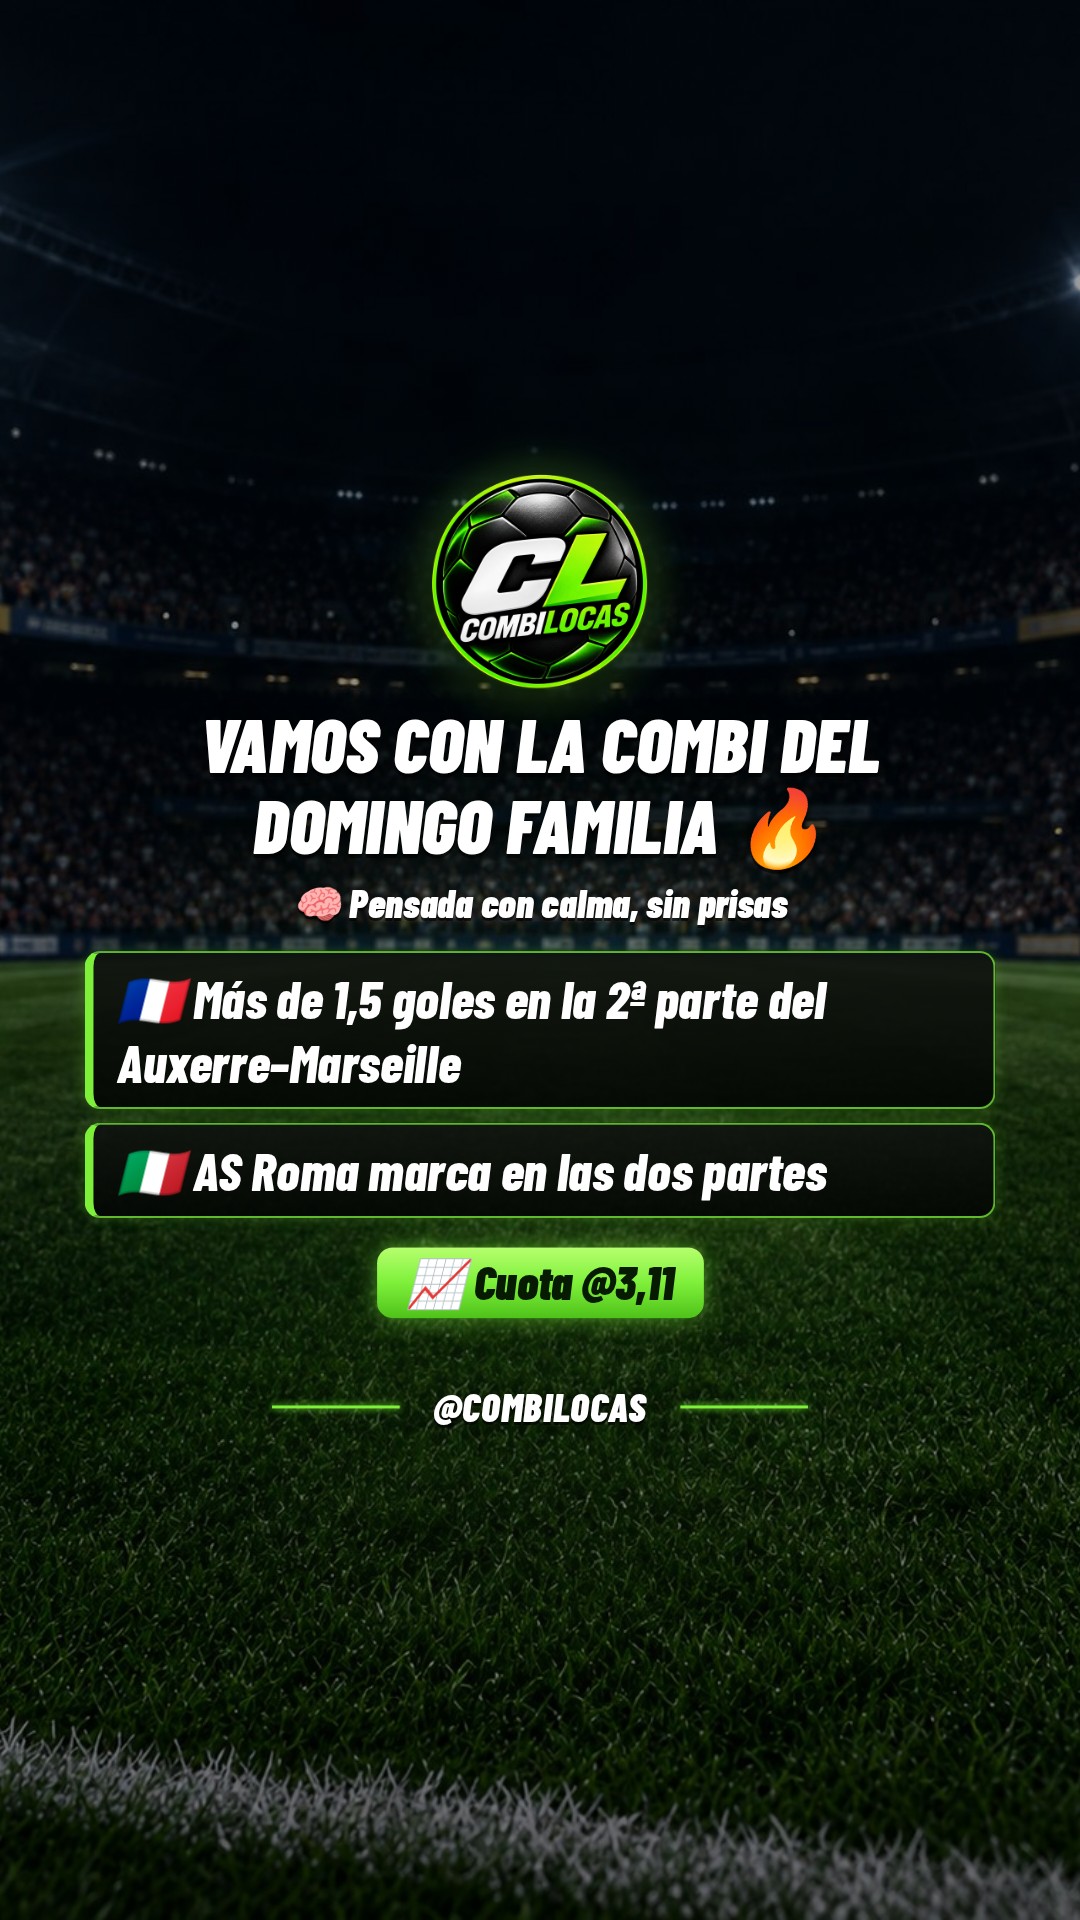 CL
COMBILOCAS
VAMOS CON LA COMBI DEL
DOMINGO FAMILIA 🔥
🧠 Pensada con calma, sin prisas
🇫🇷 Más de 1,5 goles en la 2ª parte del
Auxerre-Marseille
🇮🇹 AS Roma marca en las dos partes
📈 Cuota @3,11
@COMBILOCAS